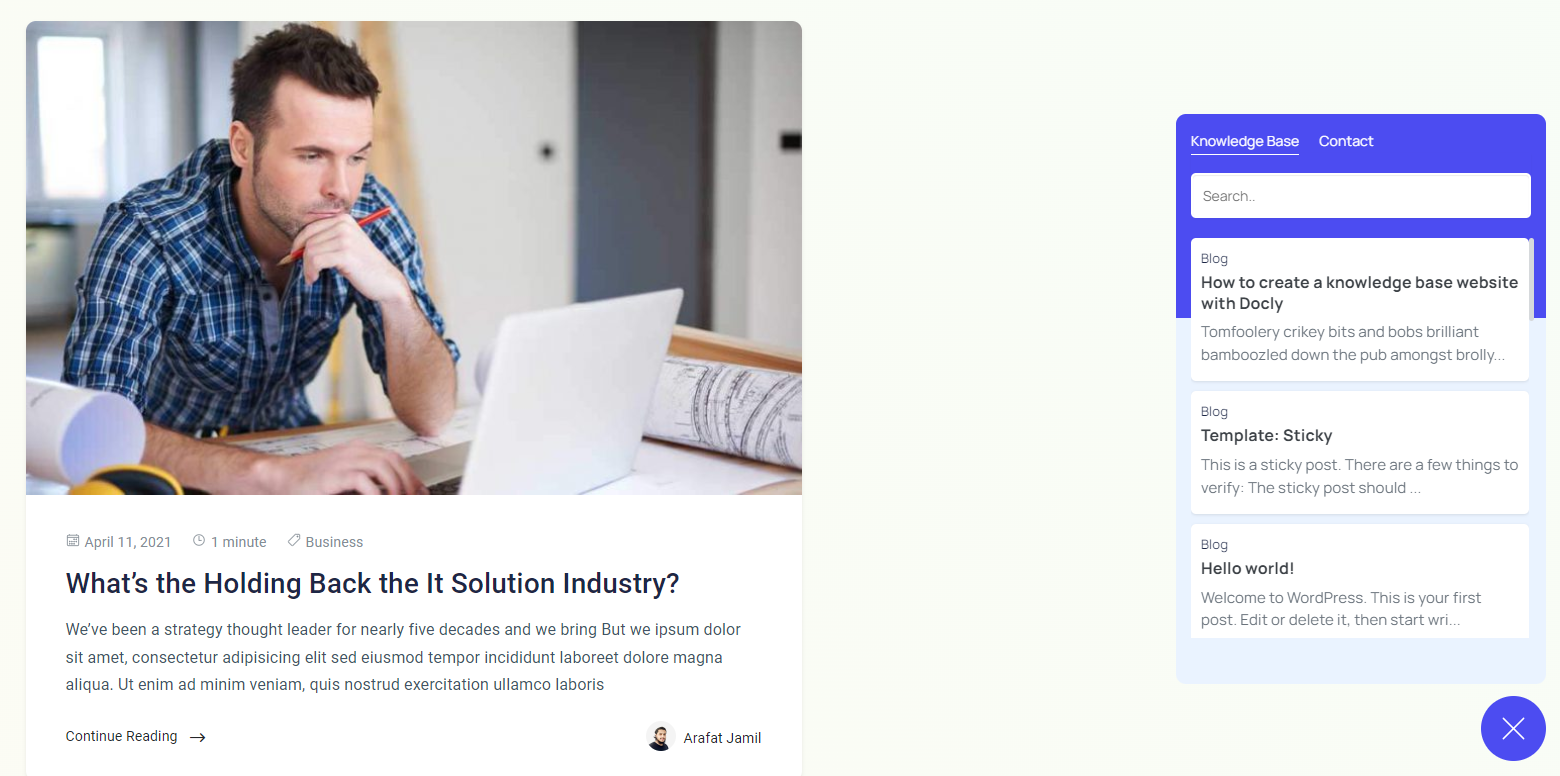 April 11, 2021 1 minute Business
What’s the Holding Back the It Solution Industry?
We’ve been a strategy thought leader for nearly five decades and we bring But we ipsum dolor
sit amet, consectetur adipisicing elit sed eiusmod tempor incididunt laboreet dolore magna
aliqua. Ut enim ad minim veniam, quis nostrud exercitation ullamco laboris
Continue Reading
Arafat Jamil
Knowledge Base Contact
Search..
Blog
How to create a knowledge base website
with Docly
Tomfoolery crikey bits and bobs brilliant
bamboozled down the pub amongst brolly...
Blog
Template: Sticky
This is a sticky post. There are a few things to
verify: The sticky post should ...
Blog
Hello world!
Welcome to WordPress. This is your first
post. Edit or delete it, then start wri...